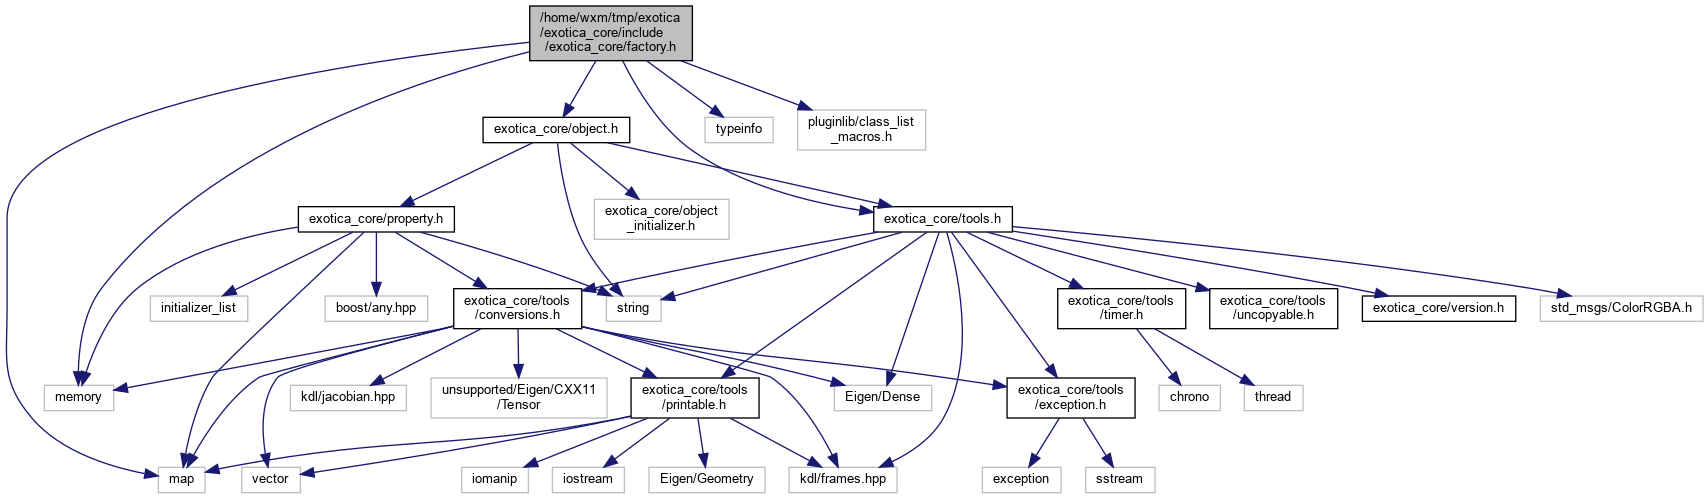 /home/wxm/tmp/exotica
/exotica_core/include
/exotica_core/factory.h
exotica_core/object.h
typeinfo
pluginlib/class_list
_macros.h
exotica_core/property.h
exotica_core/object
_initializer.h
exotica_core/tools.h
initializer_list
boost/any.hpp
exotica_core/tools
/conversions.h
string
exotica_core/tools
/timer.h
exotica_core/tools
/uncopyable.h
exotica_core/version.h
std_msgs/ColorRGBA.h
memory
kdl/jacobian.hpp
unsupported/Eigen/CXX11
/Tensor
exotica_core/tools
/printable.h
Eigen/Dense
exotica_core/tools
/exception.h
chrono
thread
map
vector
iomanip
iostream
Eigen/Geometry
kdl/frames.hpp
exception
sstream